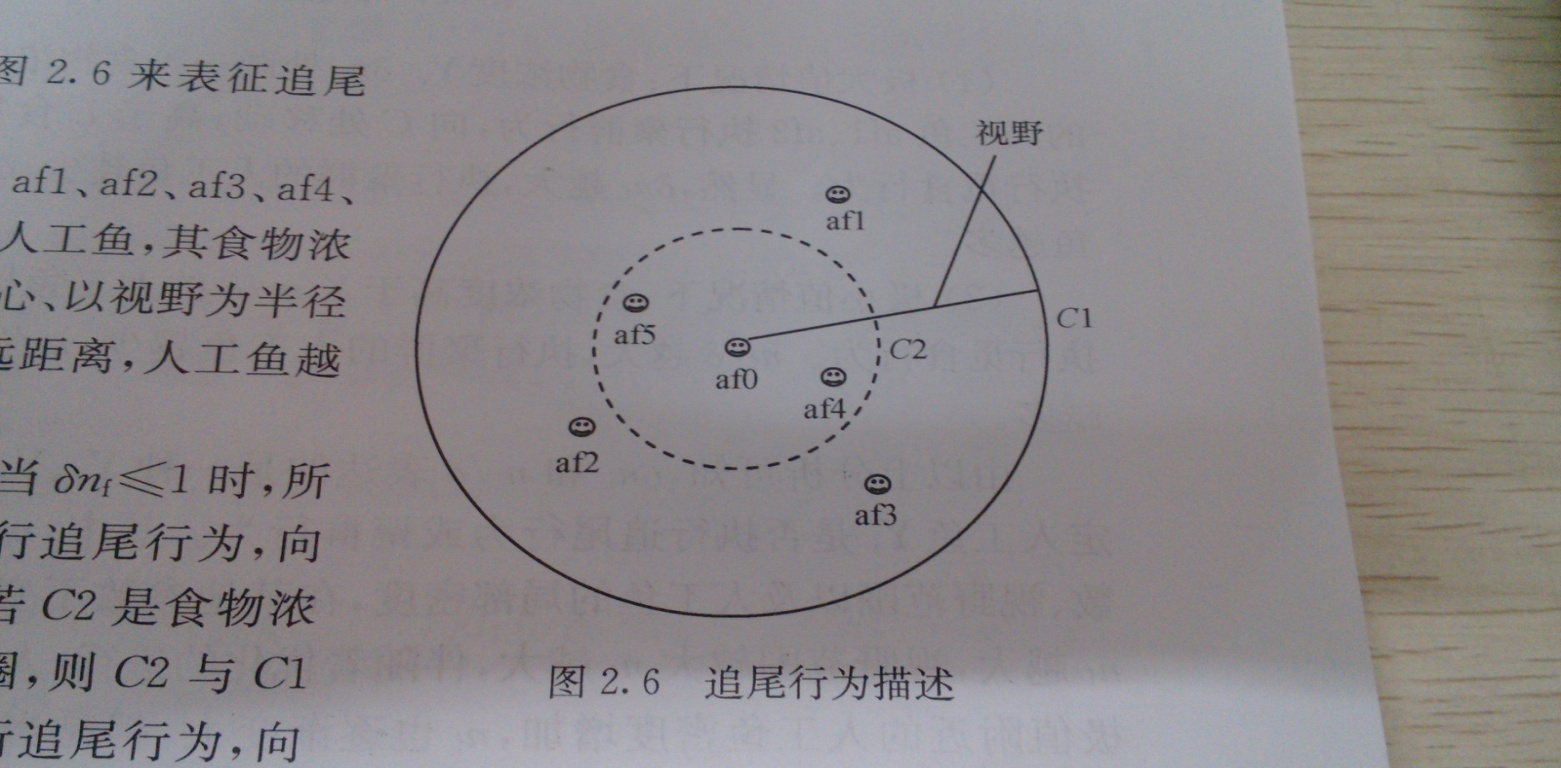 图 2.6 来表征追尾
af1、af2、af3、af4、
人工鱼，其食物浓
心、以视野为半径
远距离，人工鱼越
当 δnf≤1 时，所
行追尾行为，向
若 C2 是食物浓
圈，则 C2 与 C1
行追尾行为，向
视野
af1
af5
C1
C2
af0
af4
af2
af3
图 2.6 追尾行为描述